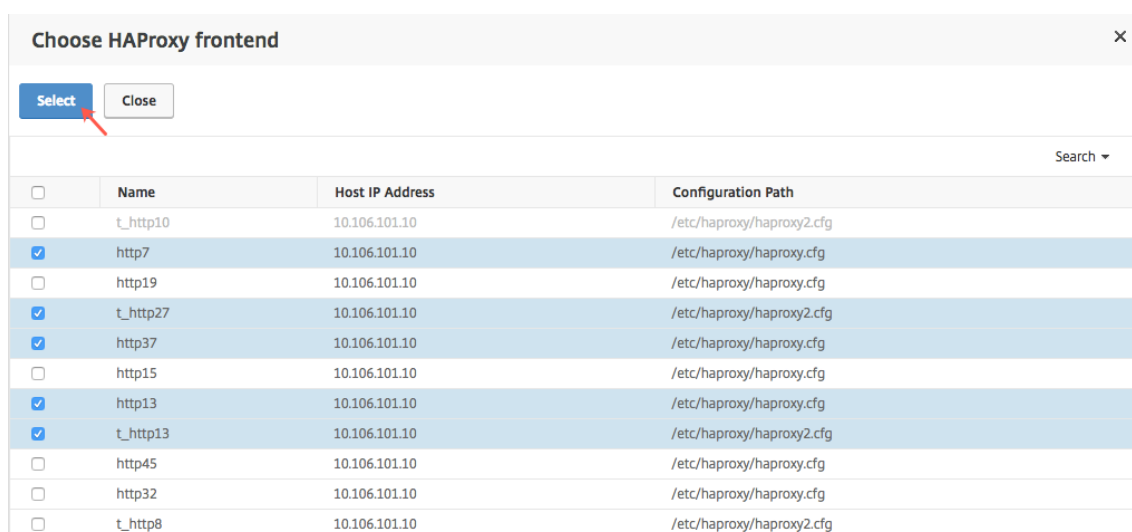 Choose HAProxy frontend
Select Close
Search
Name Host IP Address Configuration Path
t_http10 10.106.101.10 /etc/haproxy/haproxy2.cfg
http7 10.106.101.10 /etc/haproxy/haproxy.cfg
http19 10.106.101.10 /etc/haproxy/haproxy.cfg
t_http27 10.106.101.10 /etc/haproxy/haproxy2.cfg
http37 10.106.101.10 /etc/haproxy/haproxy.cfg
http15 10.106.101.10 /etc/haproxy/haproxy.cfg
http13 10.106.101.10 /etc/haproxy/haproxy.cfg
t_http13 10.106.101.10 /etc/haproxy/haproxy2.cfg
http45 10.106.101.10 /etc/haproxy/haproxy.cfg
http32 10.106.101.10 /etc/haproxy/haproxy.cfg
t_http8 10.106.101.10 /etc/haproxy/haproxy2.cfg